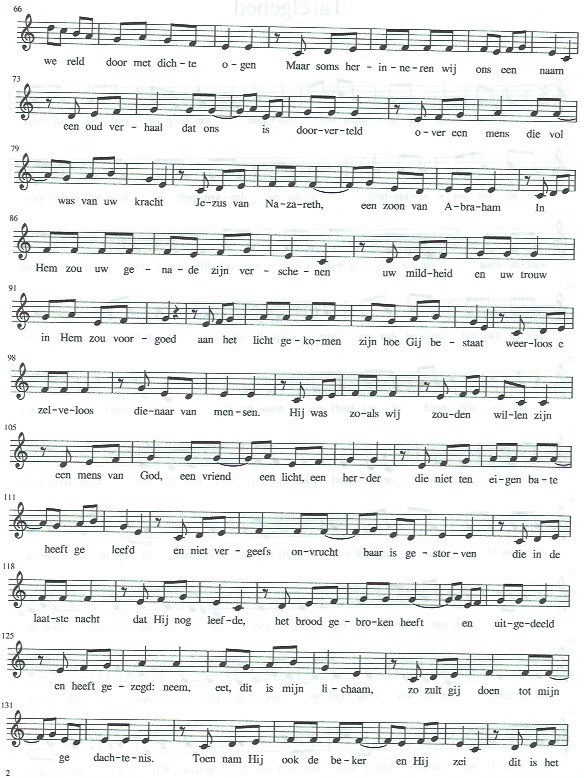 66
we reld door met dich-te o-gen Maar soms her-in-ne-ren wij ons een naam
73
een oud ver-haal dat ons is door-ver-teld o-ver een mens die vol
79
was van uw kracht Je-zus van Na-za-reth, een zoon van A-bra-ham In
86
Hem zou uw ge-na-de zijn ver-sche-nen uw mild-heid en uw trouw
91
in Hem zou voor-goed aan het licht ge-ko-men zijn hoe Gij be-staat weer-loos e
98
zel-ve-loos die-naar van men-sen. Hij was zo-als wij zou-den wil-len zijn
105
een mens van God, een vriend een licht, een her-der die niet ten ei-gen ba-te
111
heeft ge leefd en niet ver-geefs on-vrucht baar is ge-stor-ven die in de
118
laat-ste nacht dat Hij nog leef-de, het brood ge-bro-ken heeft en uit-ge-deeld
125
en heeft ge-zegd: neem, eet, dit is mijn li-chaam, zo zult gij doen tot mijn
131
ge dach-te-nis. Toen nam Hij ook de be-ker en Hij zei dit is het
2